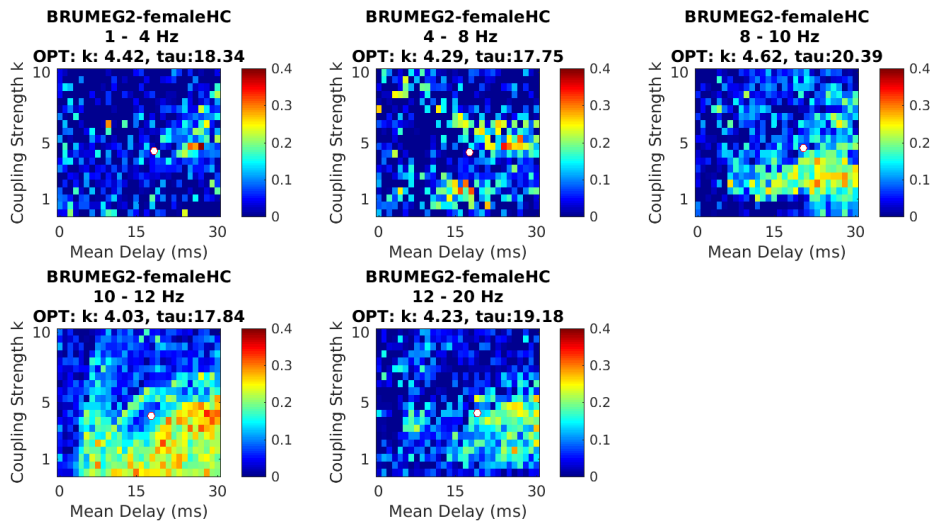 BRUMEG2-femaleHC
1 - 4 Hz
OPT: k: 4.42, tau:18.34
Coupling Strength k
10
5
1
0
15
30
Mean Delay (ms)
0.4
0.3
0.2
0.1
0
BRUMEG2-femaleHC
4 - 8 Hz
OPT: k: 4.29, tau:17.75
Coupling Strength k
10
5
1
0
15
30
Mean Delay (ms)
0.4
0.3
0.2
0.1
0
BRUMEG2-femaleHC
8 - 10 Hz
OPT: k: 4.62, tau:20.39
Coupling Strength k
10
5
1
0
15
30
Mean Delay (ms)
0.4
0.3
0.2
0.1
0
BRUMEG2-femaleHC
10 - 12 Hz
OPT: k: 4.03, tau:17.84
Coupling Strength k
10
5
1
0
15
30
Mean Delay (ms)
0.4
0.3
0.2
0.1
0
BRUMEG2-femaleHC
12 - 20 Hz
OPT: k: 4.23, tau:19.18
Coupling Strength k
10
5
1
0
15
30
Mean Delay (ms)
0.4
0.3
0.2
0.1
0